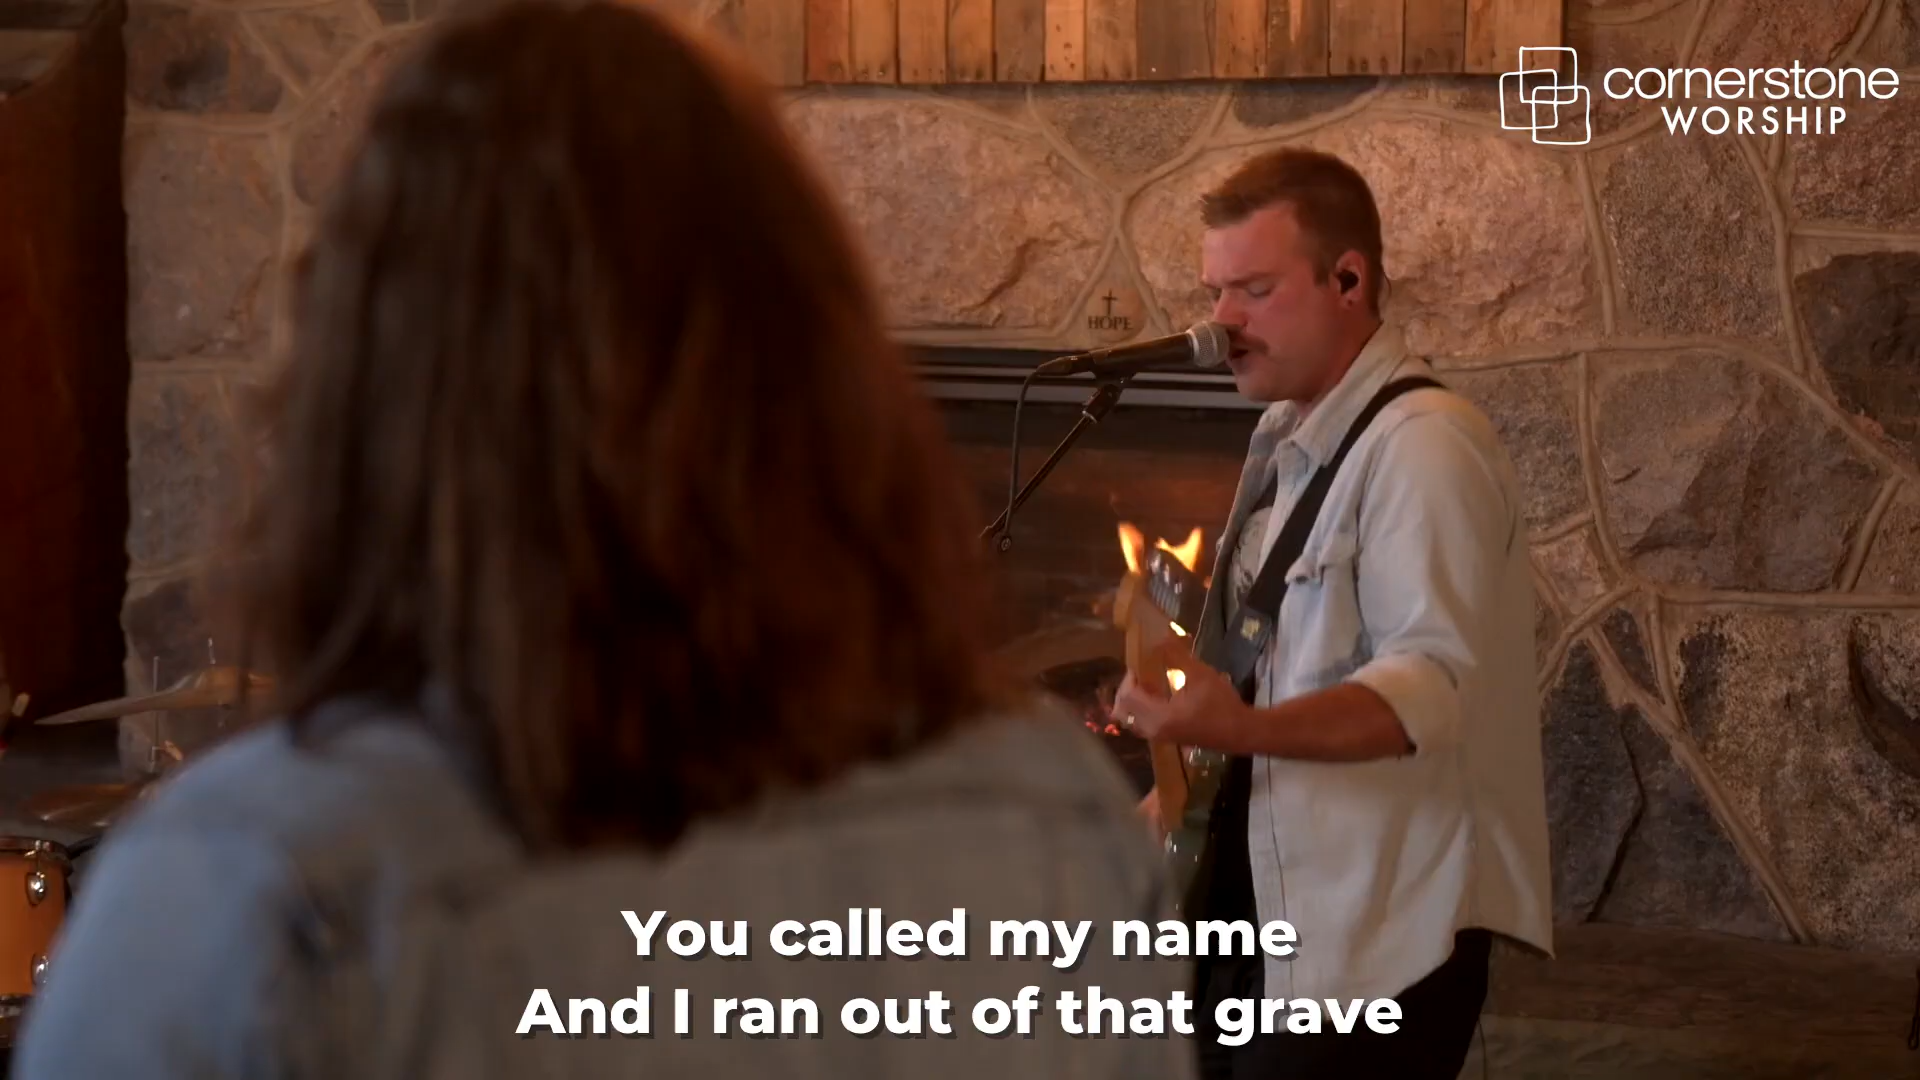 cornerstone
WORSHIP
HOPE
You called my name
And I ran out of that grave